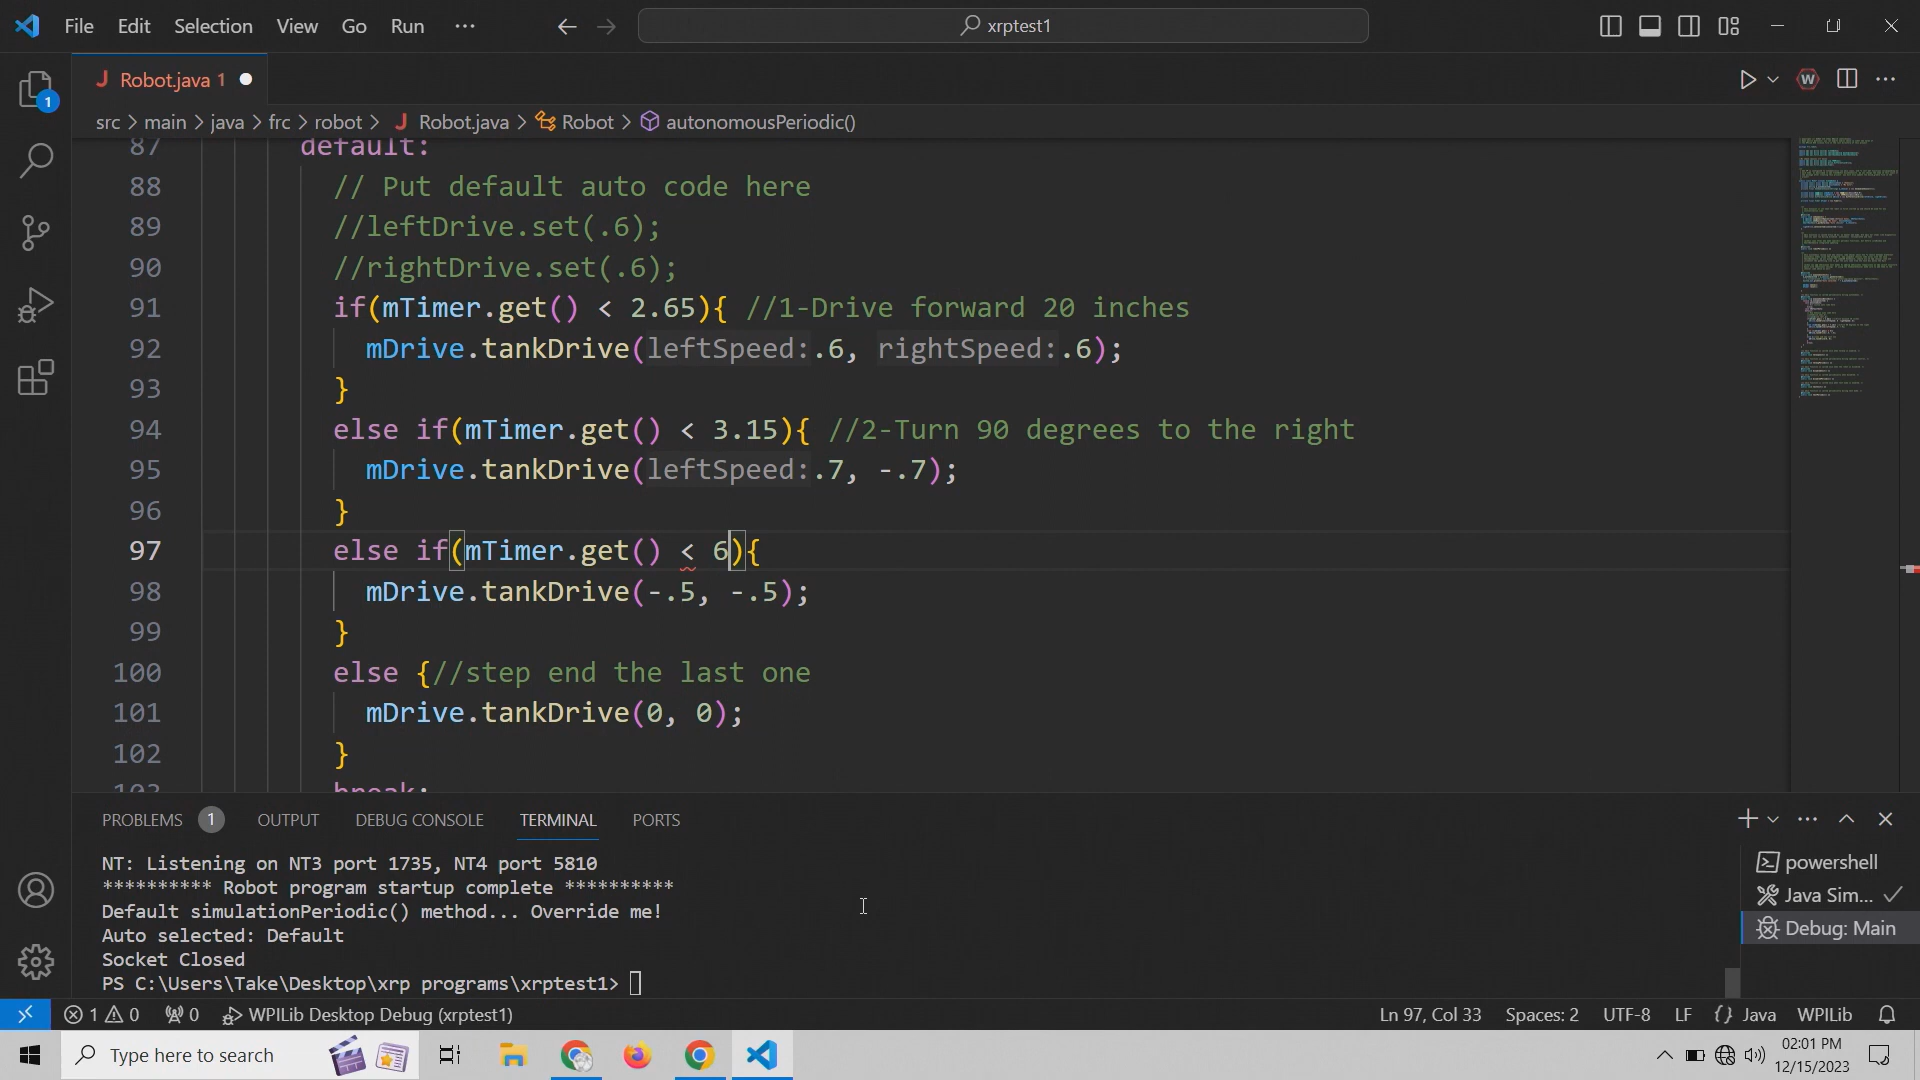 File Edit Selection View Go Run ···
xrptest1
Robot.java 1
src > main > java > frc > robot > Robot.java > Robot > autonomousPeriodic()
87 default:
88 // Put default auto code here
89 //leftDrive.set(.6);
90 //rightDrive.set(.6);
91 if(mTimer.get() < 2.65){ //1-Drive forward 20 inches
92 mDrive.tankDrive(leftSpeed:.6, rightSpeed:.6);
93 }
94 else if(mTimer.get() < 3.15){ //2-Turn 90 degrees to the right
95 mDrive.tankDrive(leftSpeed:.7, -.7);
96 }
97 else if(mTimer.get() < 6){
98 mDrive.tankDrive(-.5, -.5);
99 }
100 else {//step end the last one
101 mDrive.tankDrive(0, 0);
102 }
103 break;
PROBLEMS 1 OUTPUT DEBUG CONSOLE TERMINAL PORTS
NT: Listening on NT3 port 1735, NT4 port 5810
********** Robot program startup complete **********
Default simulationPeriodic() method... Override me!
Auto selected: Default
Socket Closed
PS C:\Users\Take\Desktop\xrp programs\xrptest1>
powershell
Java Sim...
Debug: Main
1 0 0 WPILib Desktop Debug (xrptest1) Ln 97, Col 33 Spaces: 2 UTF-8 LF {} Java WPILib
Type here to search
02:01 PM
12/15/2023